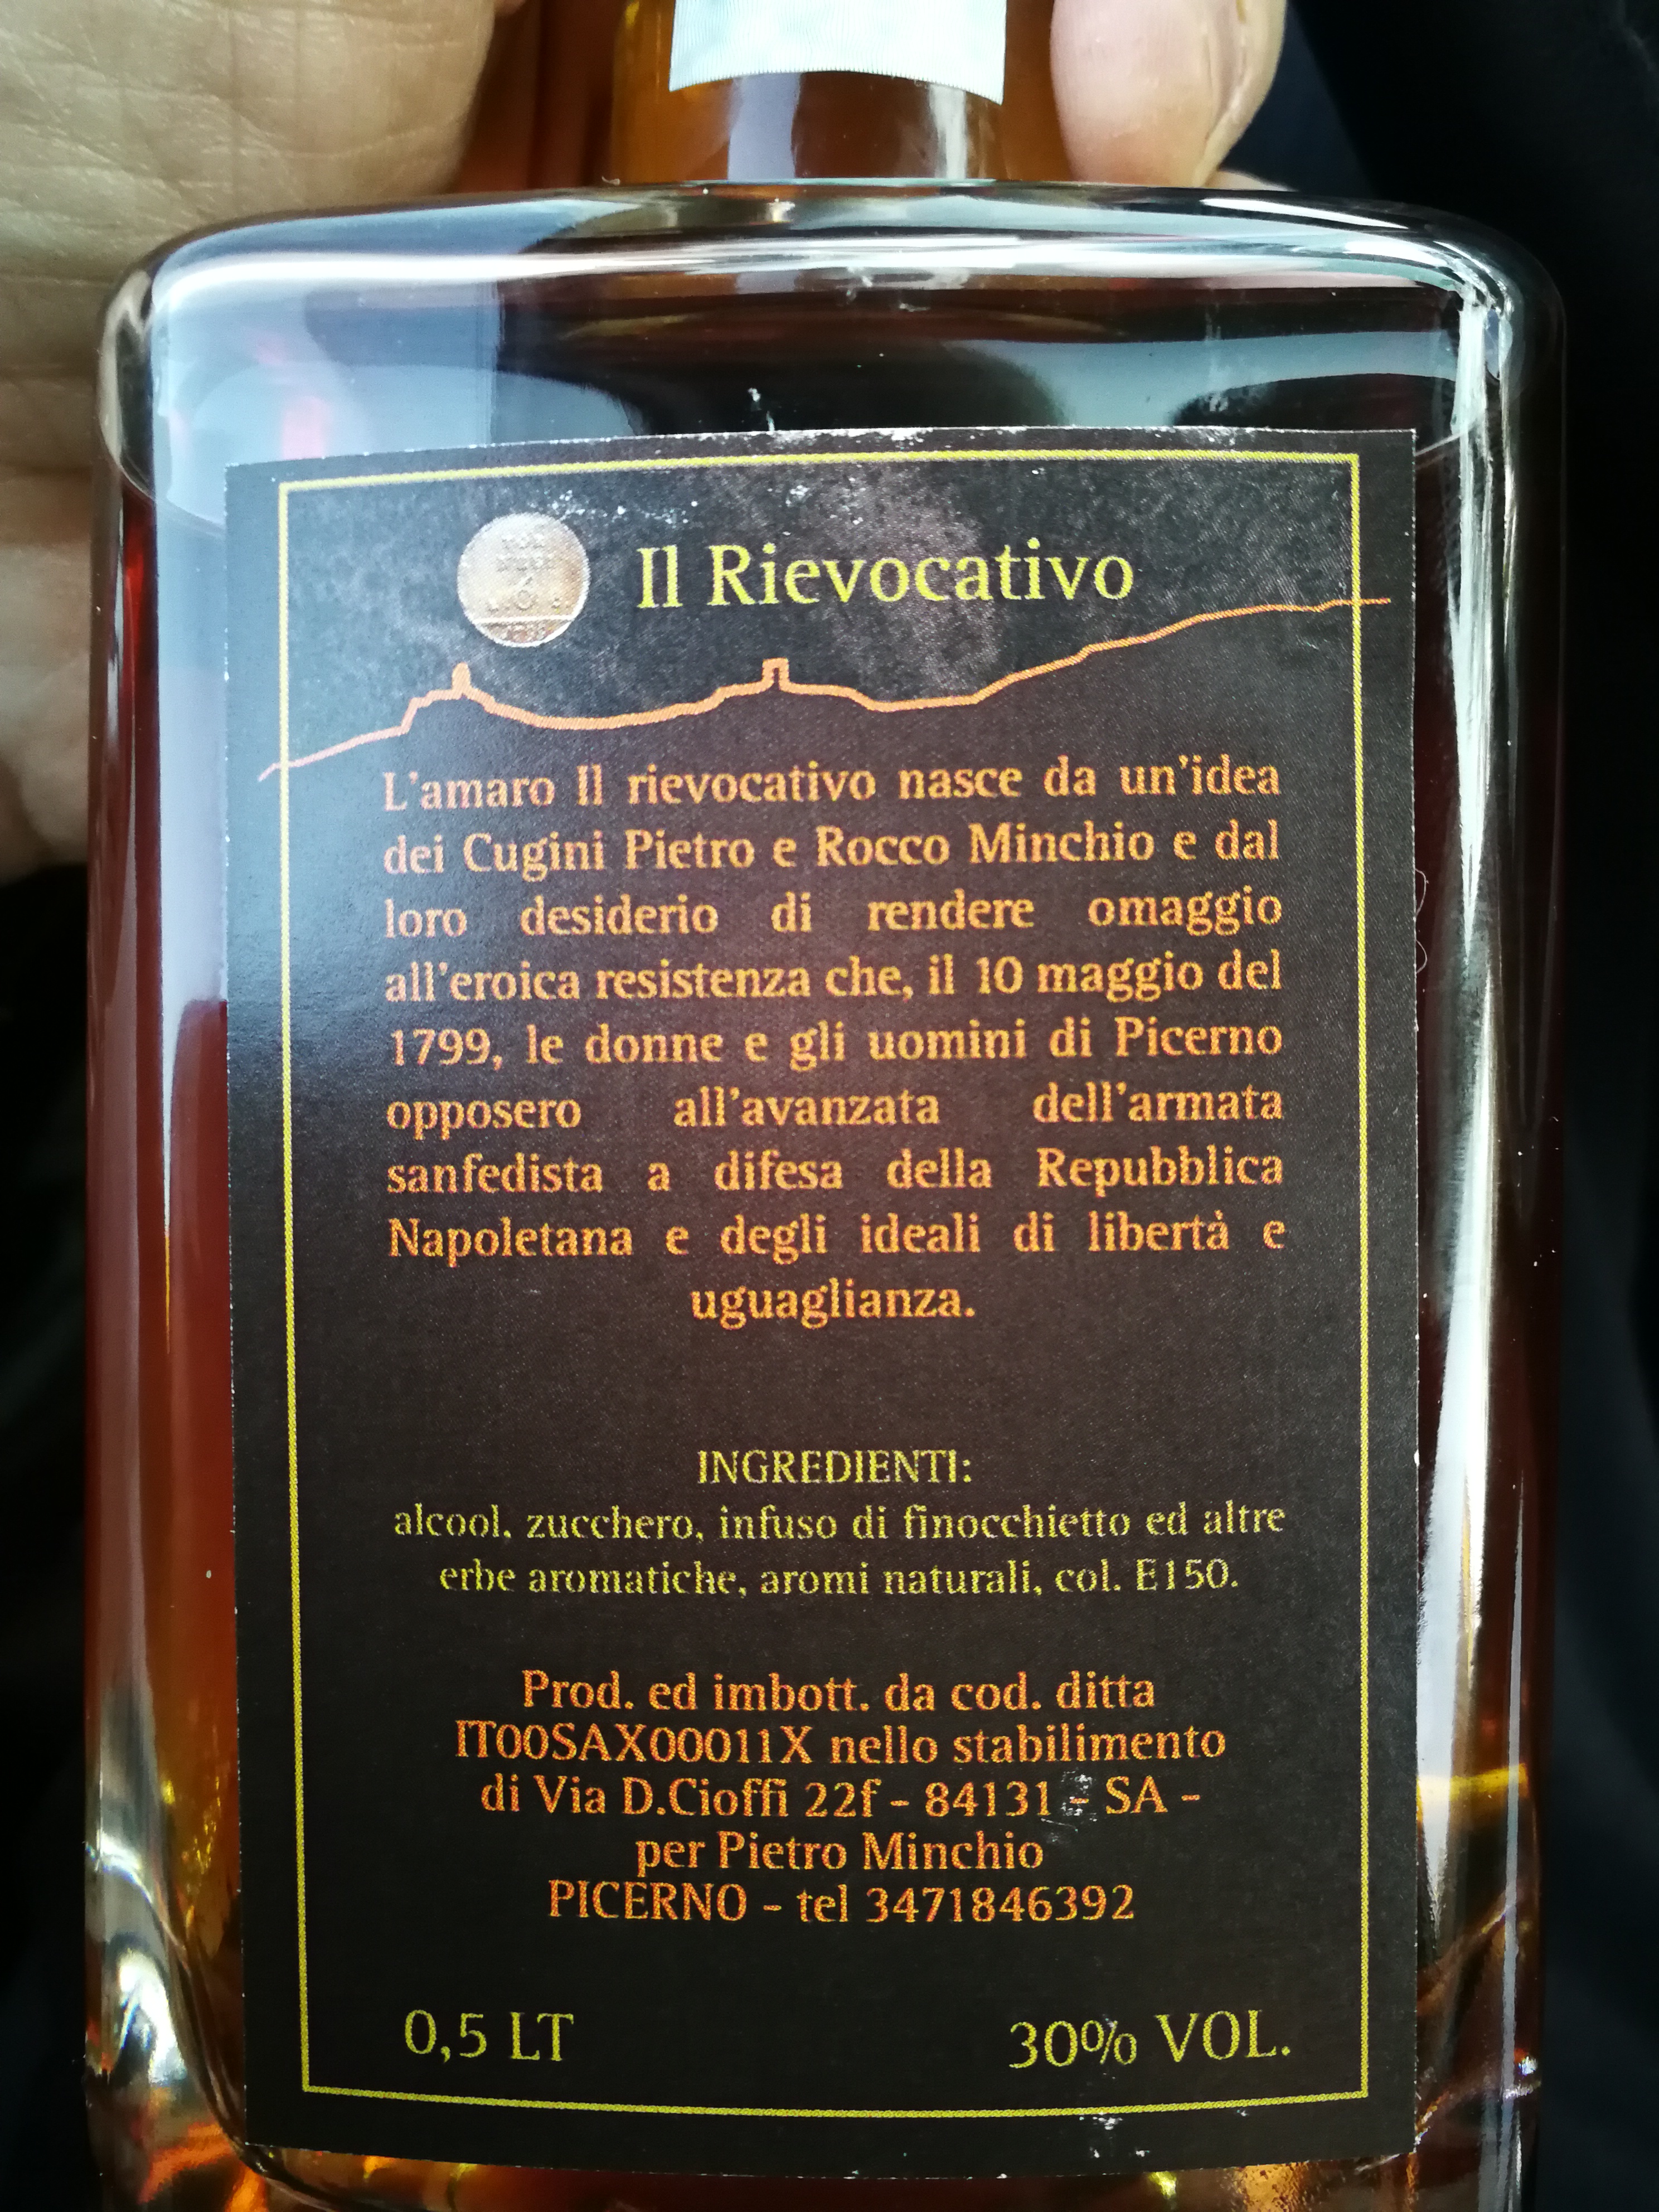 Il Rievocativo
L'amaro Il rievocativo nasce da un'idea
dei Cugini Pietro e Rocco Minchio e dal
loro desiderio di rendere omaggio
all'eroica resistenza che, il 10 maggio del
1799, le donne e gli uomini di Picerno
opposero all'avanzata dell'armata
sanfedista a difesa della Repubblica
Napoletana e degli ideali di libertà e
uguaglianza.
INGREDIENTI:
alcool, zucchero, infuso di finocchietto ed altre
erbe aromatiche, aromi naturali, col. E150.
Prod. ed imbott. da cod. ditta
IT00SAX00011X nello stabilimento
di Via D.Cioffi 22f - 84131 - SA -
per Pietro Minchio
PICERNO - tel 3471846392
0,5 LT 30% VOL.